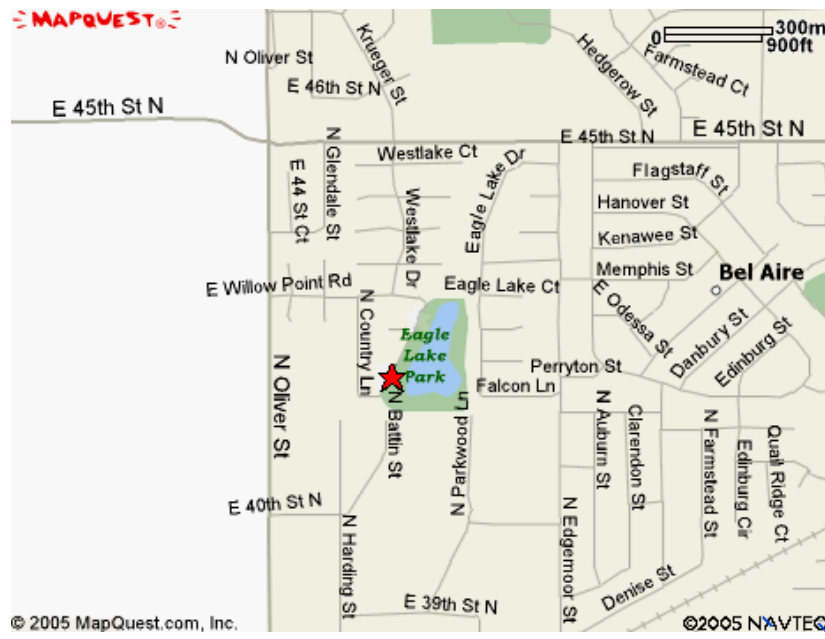 MAPQUEST®
300m
0
900ft
N Oliver St
Krueger St
Hedgerow St
Farmstead Ct
E 46th St N
E 45th St N
E 45th St N
E 45th St N
N Glendale St
E 44 St Ct
Westlake Ct
Westlake Dr
Eagle Lake Dr
Flagstaff St
Hanover St
Kenawee St
Memphis St
Bel Aire
E Willow Point Rd
Eagle Lake Ct
N Country Ln
E Odessa St
Danbury St
Edinburg St
Eagle
Lake
Park
N Oliver St
Perryton St
Falcon Ln
N Battin St
N Parkwood Ln
N Auburn St
Clarendon St
N Farmstead St
Edinburg Cir
Quail Ridge Ct
E 40th St N
N Harding St
N Edgemoor St
Denise St
E 39th St N
© 2005 MapQuest.com, Inc.
©2005 NAVTEQ